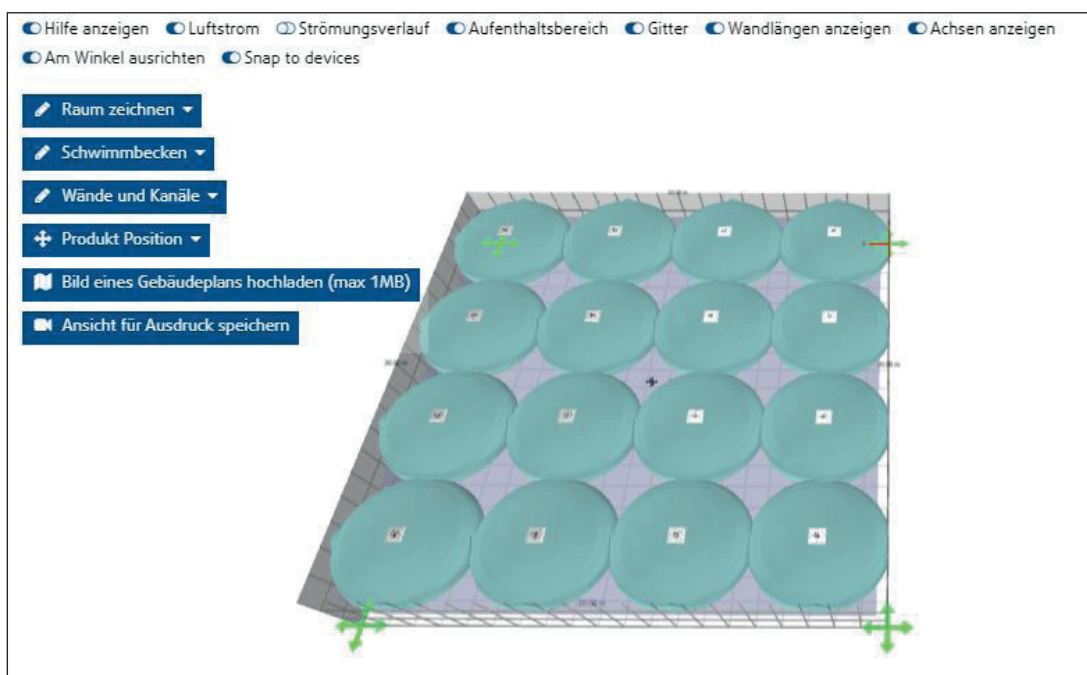 Hilfe anzeigen Luftstrom Strömungsverlauf Aufenthaltsbereich Gitter Wandlängen anzeigen Achsen anzeigen
Am Winkel ausrichten Snap to devices
Raum zeichnen
Schwimmbecken
Wände und Kanäle
Produkt Position
Bild eines Gebäudeplans hochladen (max 1MB)
Ansicht für Ausdruck speichern